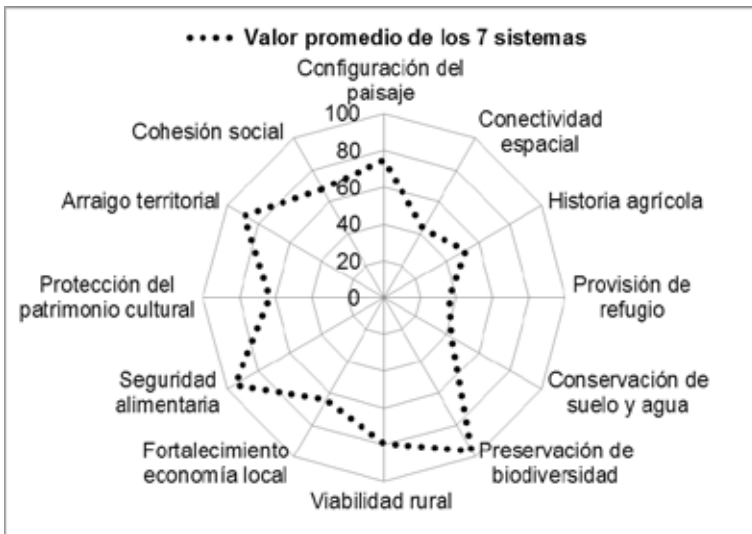 Valor promedio de los 7 sistemas
Configuración del
paisaje
Conectividad
espacial
Historia agrícola
Provisión de
refugio
Conservación de
suelo y agua
Preservación de
biodiversidad
Viabilidad rural
Fortalecimiento
economía local
Seguridad
alimentaria
Protección del
patrimonio cultural
Arraigo territorial
Cohesión social
100
80
60
40
20
0